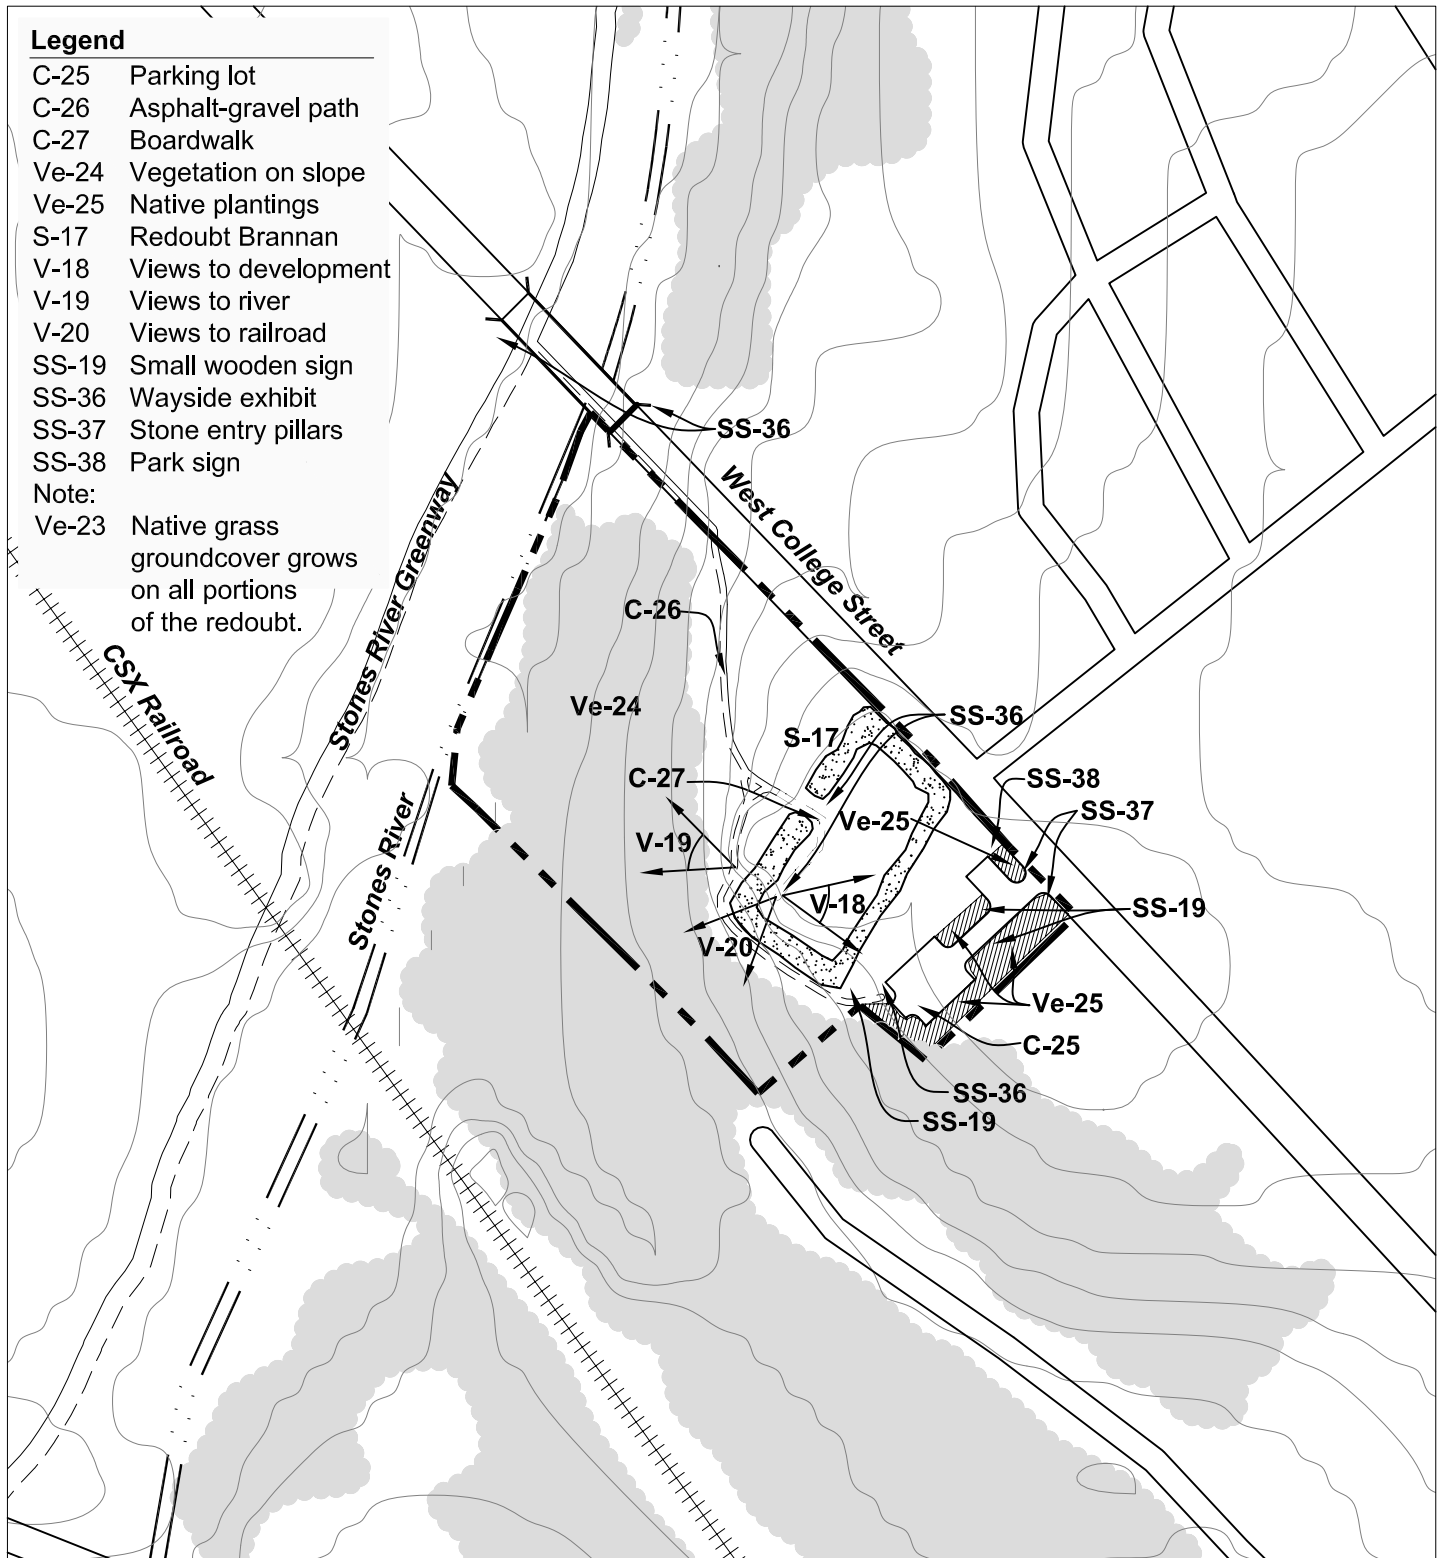 Legend
C-25 Parking lot
C-26 Asphalt-gravel path
C-27 Boardwalk
Ve-24 Vegetation on slope
Ve-25 Native plantings
S-17 Redoubt Brannan
V-18 Views to development
V-19 Views to river
V-20 Views to railroad
SS-19 Small wooden sign
SS-36 Wayside exhibit
SS-37 Stone entry pillars
SS-38 Park sign
Note:
Ve-23 Native grass
groundcover grows
on all portions
of the redoubt.
SS-36
West College Street
Stones River Greenway
CSX Railroad
C-26
Ve-24
S-17
SS-36
C-27
SS-38
SS-37
Ve-25
V-19
Stones River
V-18
SS-19
V-20
Ve-25
C-25
SS-36
SS-19